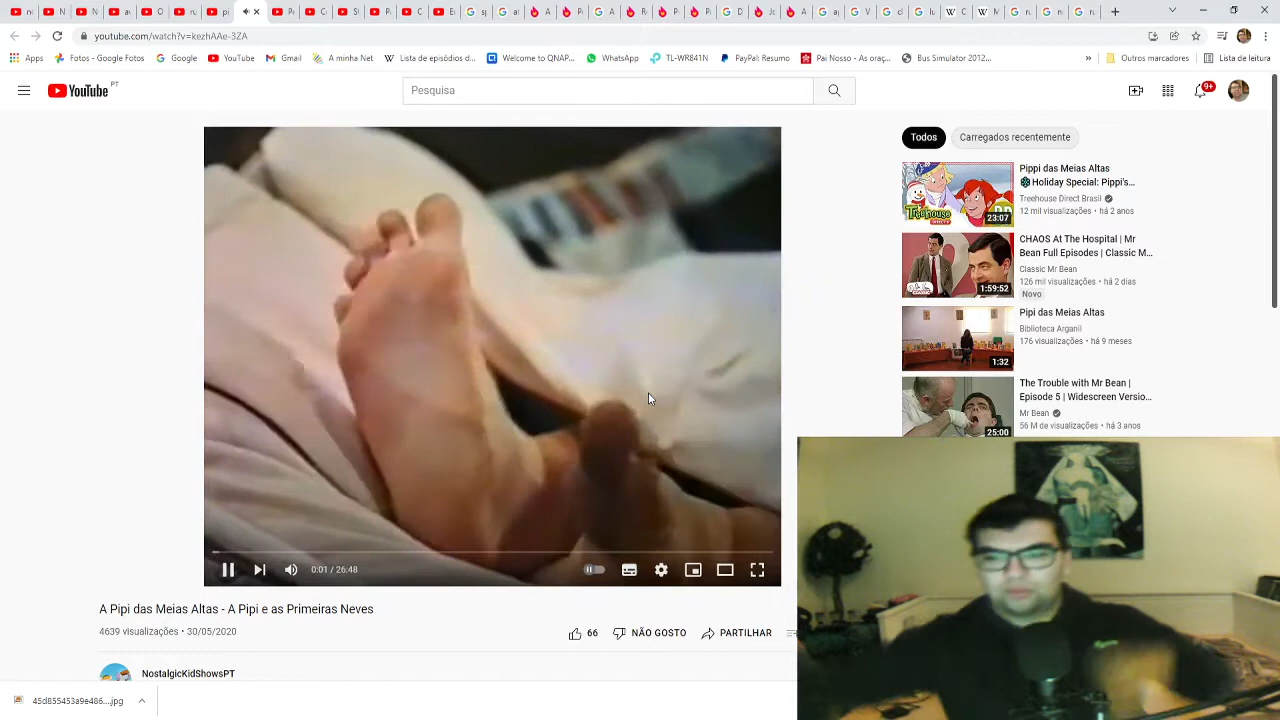 youtube.com/watch?v=kezhAAe-3ZA
Apps
Google Fotos - Google
Google
YouTube
Gmail
A minha Net
Lista de episódios d...
Welcome to QNAP...
WhatsApp
TL-WR841N
PayPal: Resumo
Pai Nosso - As oraç...
Bus Simulator 2012...
»
Outros marcadores
Lista de leitura
YouTube PT
Pesquisa
9+
Todos
Carregados recentemente
Pippi das Meias Altas
Holiday Special: Pippi's...
Treehouse Direct Brasil
12 mil visualizações • há 2 anos
Treehouse
23:07
CHAOS At The Hospital | Mr
Bean Full Episodes | Classic M...
Classic Mr Bean
126 mil visualizações • há 2 dias
Novo
1:59:52
Pipi das Meias Altas
Biblioteca Arganil
176 visualizações • há 9 meses
1:32
The Trouble with Mr Bean |
Episode 5 | Widescreen Versio...
Mr Bean
56 M de visualizações • há 3 anos
25:00
0:01 / 26:48
A Pipi das Meias Altas - A Pipi e as Primeiras Neves
4639 visualizações • 30/05/2020
66
NÃO GOSTO
PARTILHAR
NostalgicKidShowsPT
45d855453a9e486....jpg